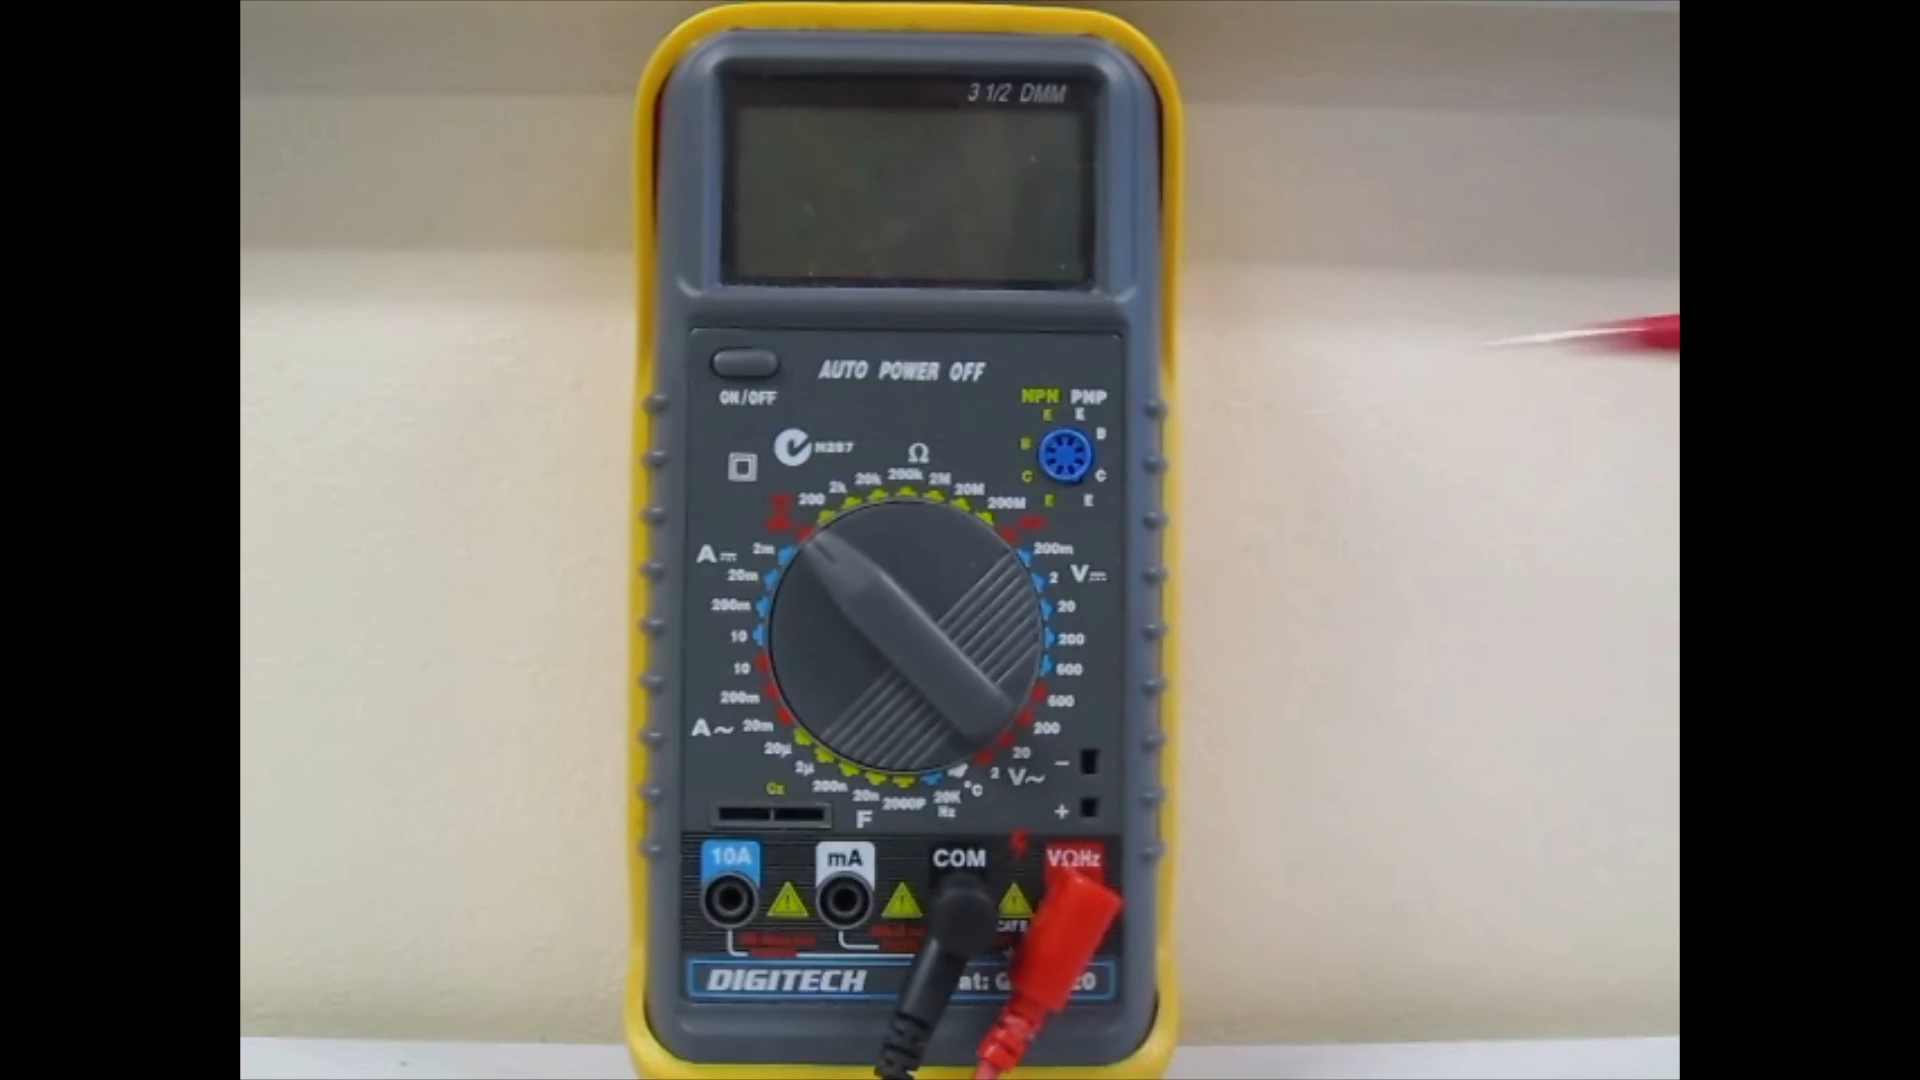 3 1/2 DMM
AUTO POWER OFF
ON/OFF
NPN PNP
E E
B B
C C
E E
N287
Ω
200 2k 20k 200k 2M 20M 200M
A⎓ 2m
20m
200m
10
10
200m
A~ 20m
20µ
2µ
200n
20n
2000P
20K
Hz
°C
F
Cx
200m
2 V⎓
20
200
600
600
200
20
2 V~
−
+
10A mA COM VΩHz
DIGITECH